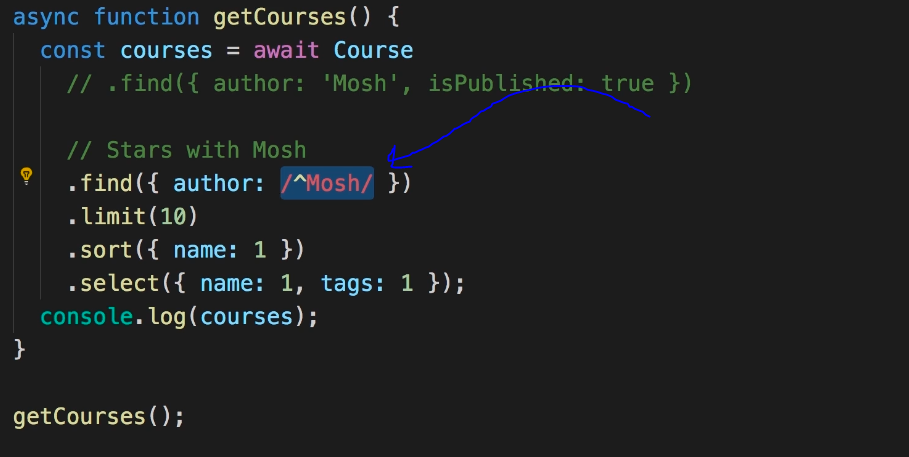 async function getCourses() {
const courses = await Course
// .find({ author: 'Mosh', isPublished: true })
// Stars with Mosh
.find({ author: /^Mosh/ })
.limit(10)
.sort({ name: 1 })
.select({ name: 1, tags: 1 });
console.log(courses);
}
getCourses();